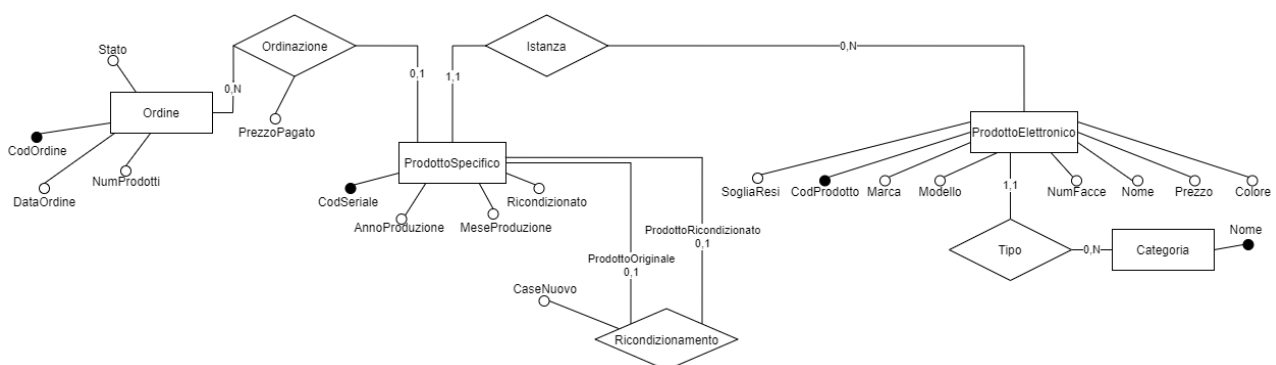 Stato
Ordinazione
0,N
PrezzoPagato
Ordine
CodOrdine
DataOrdine
NumProdotti
0,1
1,1
Istanza
0,N
ProdottoSpecifico
CodSeriale
AnnoProduzione
MeseProduzione
Ricondizionato
ProdottoOriginale
0,1
ProdottoRicondizionato
0,1
CaseNuovo
Ricondizionamento
ProdottoElettronico
SogliaResi
CodProdotto
Marca
Modello
NumFacce
Nome
Prezzo
Colore
1,1
Tipo
0,N
Categoria
Nome